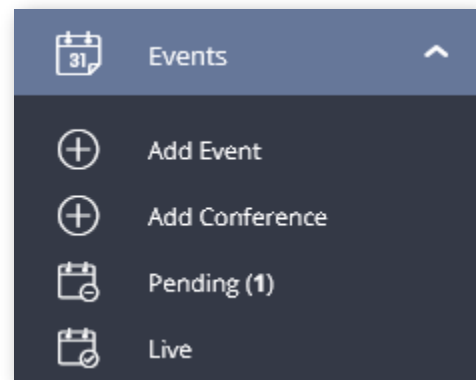 31
Events
Add Event
Add Conference
Pending (1)
Live